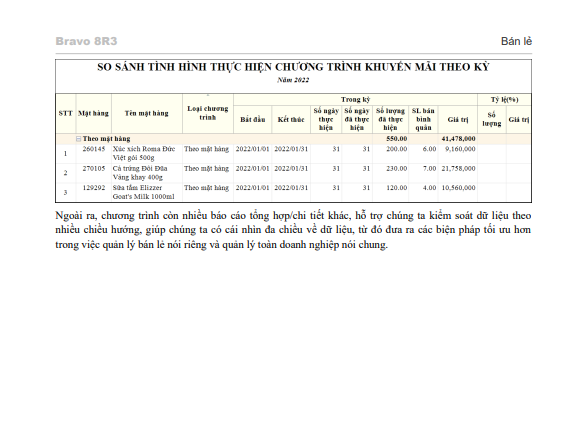 Bravo 8R3 Bán lẻ
SO SÁNH TÌNH HÌNH THỰC HIỆN CHƯƠNG TRÌNH KHUYẾN MÃI THEO KỲ
Năm 2022
STT Mặt hàng Tên mặt hàng Loại chương trình Trong kỳ Tỷ lệ(%)
Bắt đầu Kết thúc Số ngày thực hiện Số ngày đã thực hiện Số lượng đã thực hiện SL bán bình quân Giá trị Số lượng Giá trị
Theo mặt hàng 550.00 41,478,000
1 260145 Xúc xích Roma Đức Việt gói 500g Theo mặt hàng 2022/01/01 2022/01/31 31 31 200.00 6.00 9,160,000
2 270105 Cá trứng Đôi Đũa Vàng khay 400g Theo mặt hàng 2022/01/01 2022/01/31 31 31 230.00 7.00 21,758,000
3 129292 Sữa tắm Elizzer Goat's Milk 1000ml Theo mặt hàng 2022/01/01 2022/01/31 31 31 120.00 4.00 10,560,000
Ngoài ra, chương trình còn nhiều báo cáo tổng hợp/chi tiết khác, hỗ trợ chúng ta kiểm soát dữ liệu theo
nhiều chiều hướng, giúp chúng ta có cái nhìn đa chiều về dữ liệu, từ đó đưa ra các biện pháp tối ưu hơn
trong việc quản lý bán lẻ nói riêng và quản lý toàn doanh nghiệp nói chung.